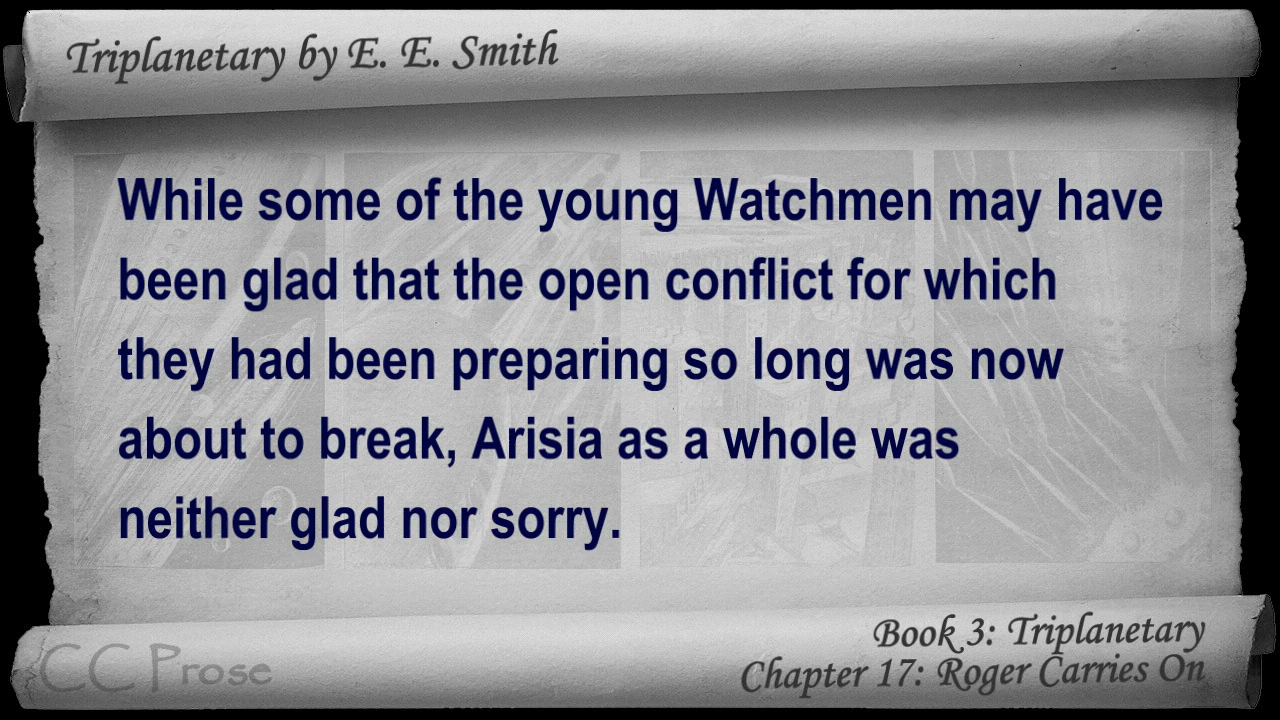 Triplanetary by E. E. Smith
While some of the young Watchmen may have
been glad that the open conflict for which
they had been preparing so long was now
about to break, Arisia as a whole was
neither glad nor sorry.
Book 3: Triplanetary
Chapter 17: Roger Carries On
CC Prose